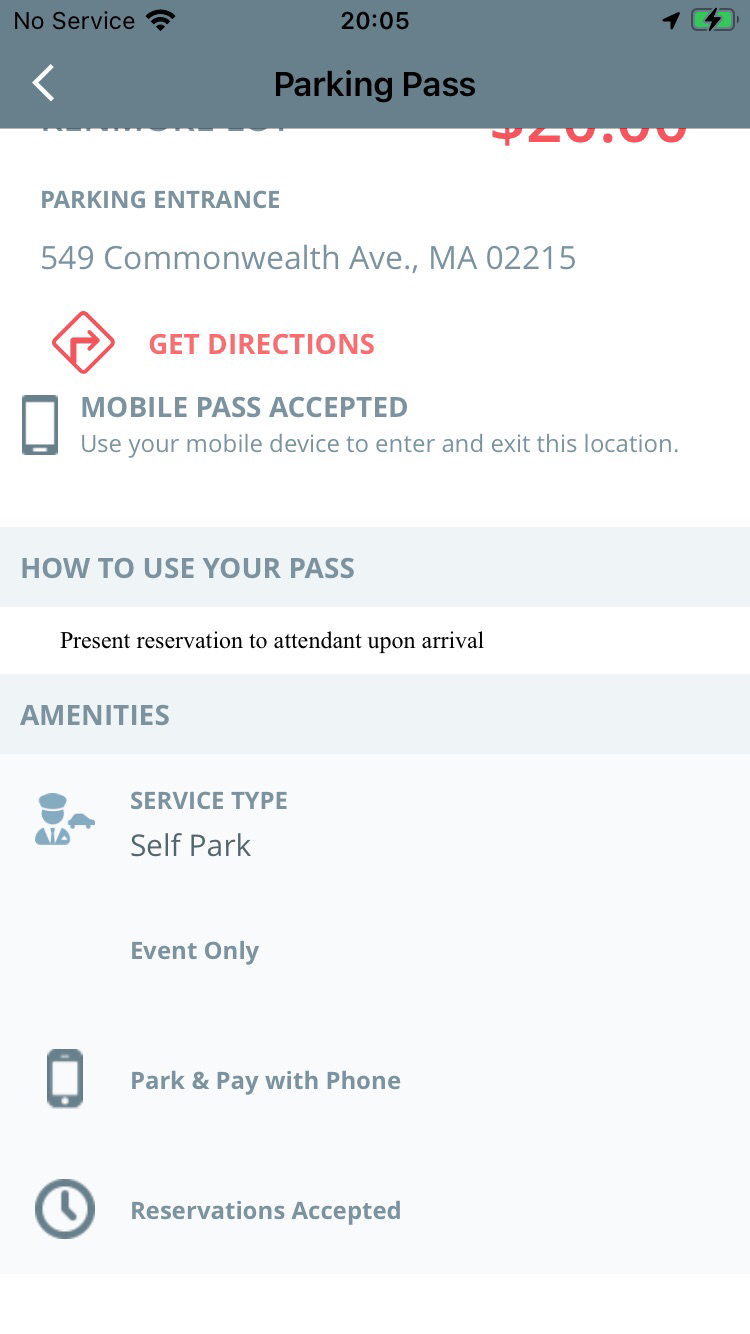 No Service
20:05
Parking Pass
KENMORE LOT
PARKING ENTRANCE
549 Commonwealth Ave., MA 02215
GET DIRECTIONS
MOBILE PASS ACCEPTED
Use your mobile device to enter and exit this location.
HOW TO USE YOUR PASS
Present reservation to attendant upon arrival
AMENITIES
SERVICE TYPE
Self Park
Event Only
Park & Pay with Phone
Reservations Accepted